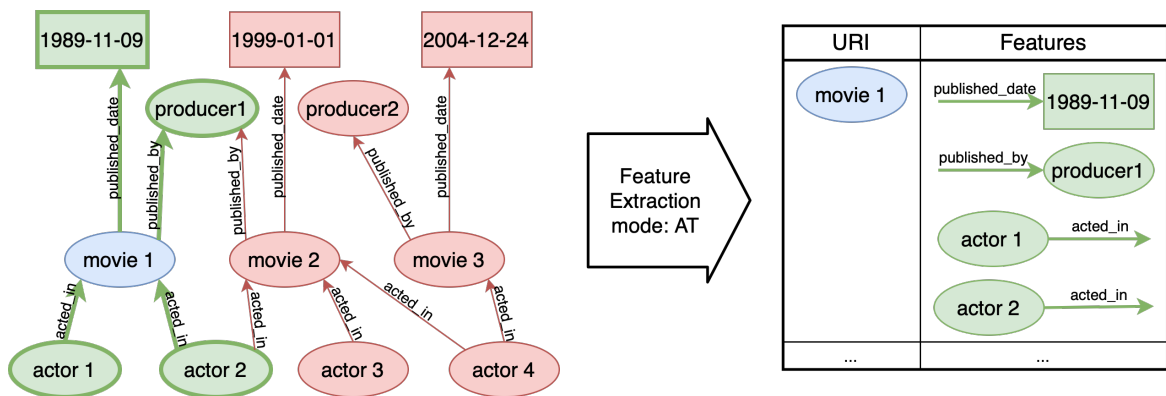 1989-11-09
1999-01-01
2004-12-24
published_date
published_date
published_date
producer1
producer2
published_by
published_by
published_by
movie 1
movie 2
movie 3
acted_in
acted_in
acted_in
acted_in
acted_in
acted_in
actor 1
actor 2
actor 3
actor 4
Feature
Extraction
mode: AT
URI
Features
movie 1
published_date
1989-11-09
published_by
producer1
actor 1
acted_in
actor 2
acted_in
...
...